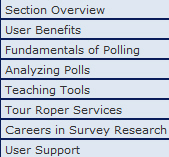 Section Overview
User Benefits
Fundamentals of Polling
Analyzing Polls
Teaching Tools
Tour Roper Services
Careers in Survey Research
User Support